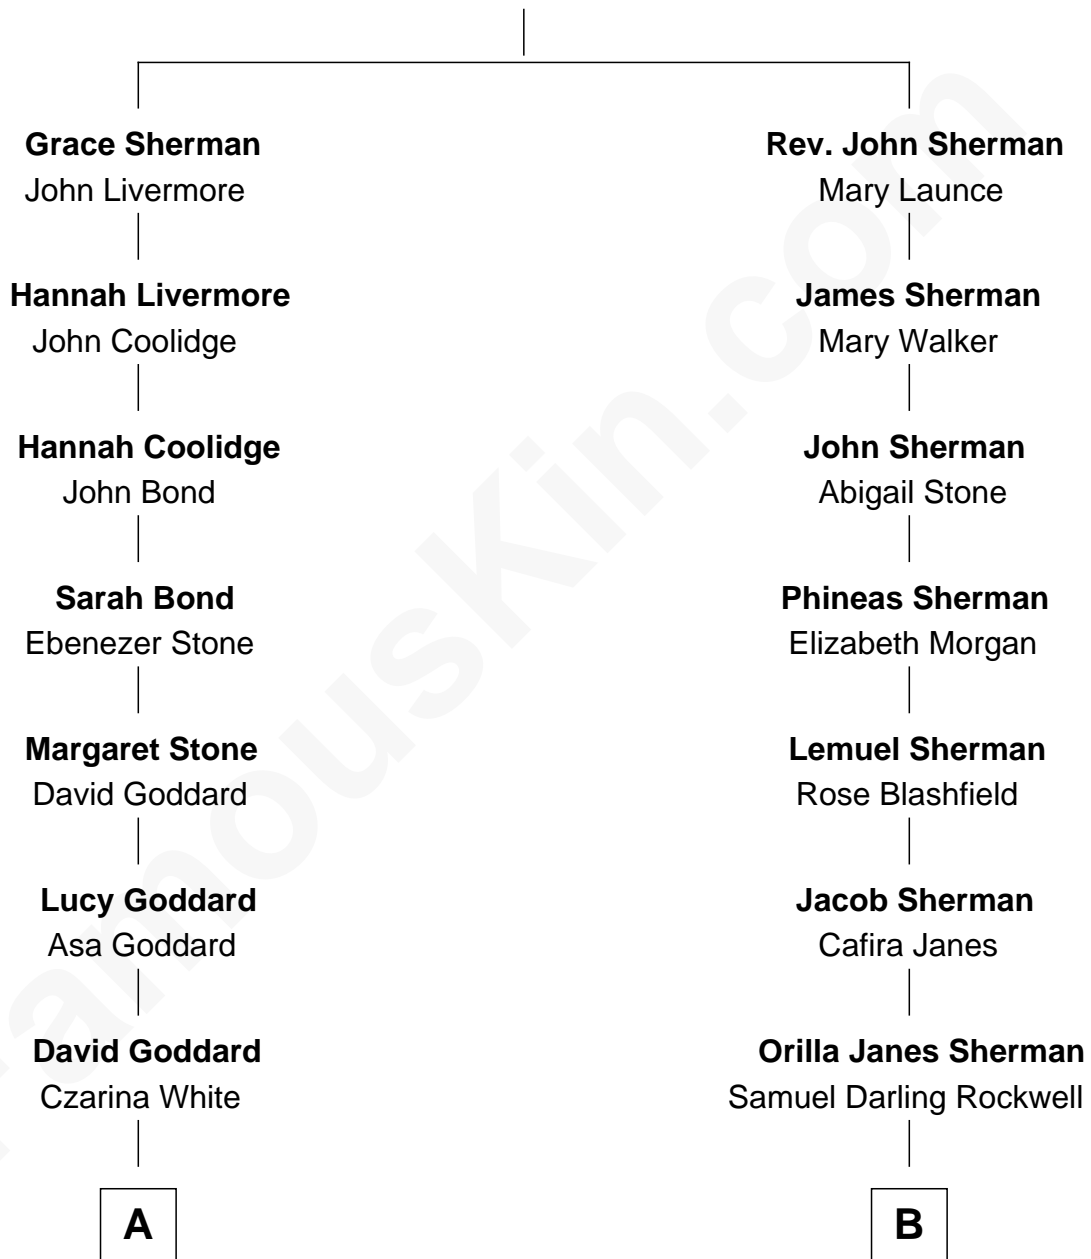 Grace Sherman
John Livermore
Hannah Livermore
John Coolidge
Hannah Coolidge
John Bond
Sarah Bond
Ebenezer Stone
Margaret Stone
David Goddard
Lucy Goddard
Asa Goddard
David Goddard
Czarina White
A
Rev. John Sherman
Mary Launce
James Sherman
Mary Walker
John Sherman
Abigail Stone
Phineas Sherman
Elizabeth Morgan
Lemuel Sherman
Rose Blashfield
Jacob Sherman
Cafira Janes
Orilla Janes Sherman
Samuel Darling Rockwell
B
FamousKin.com